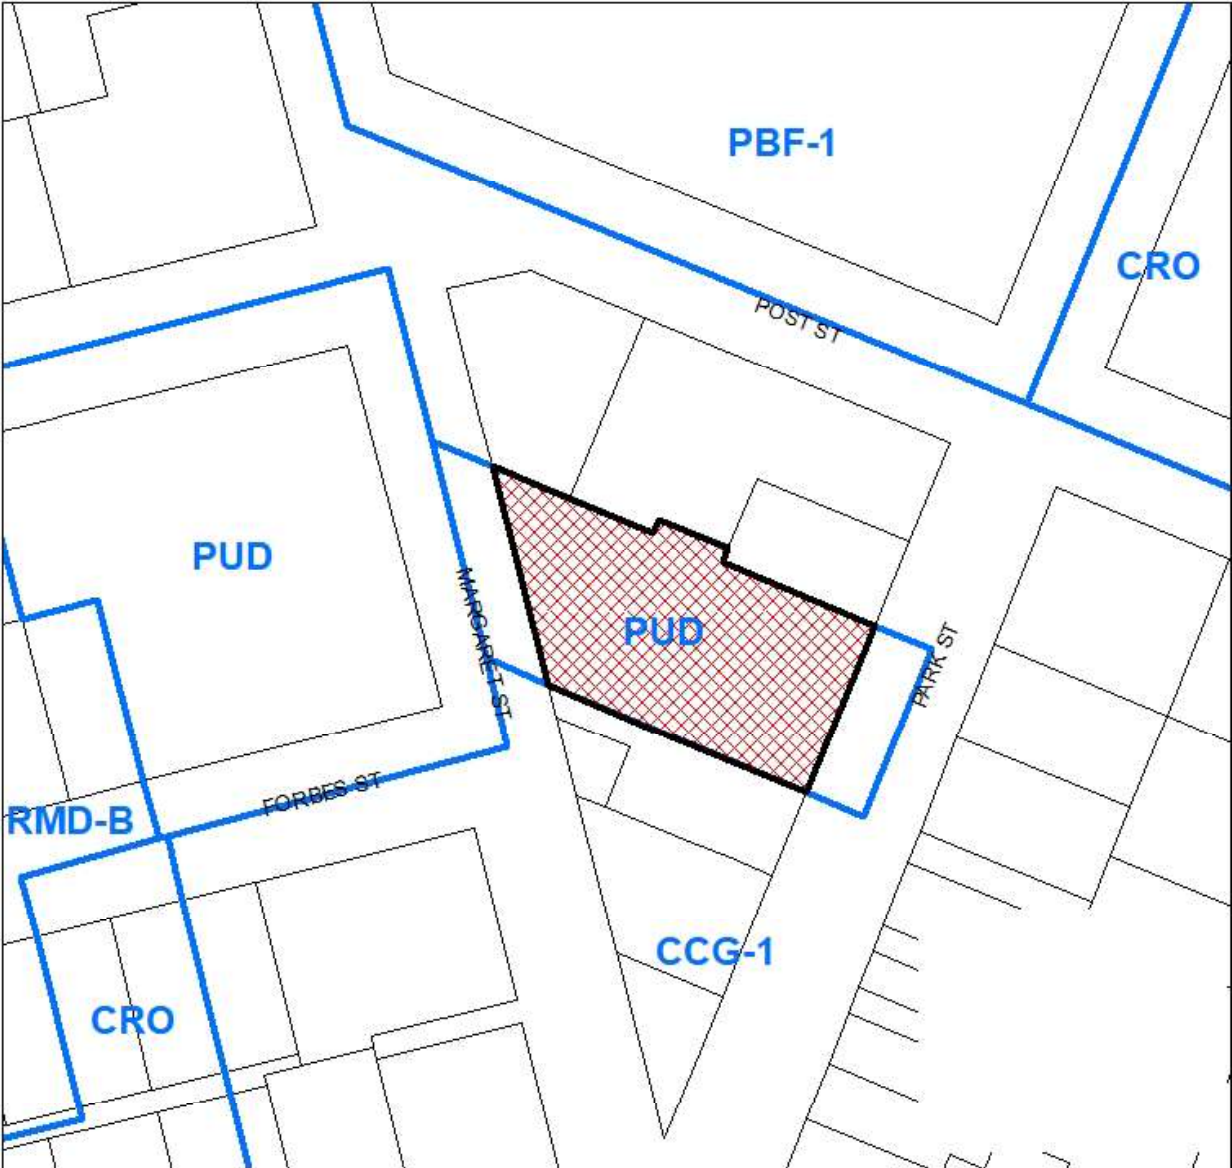 PBF-1
CRO
POST ST
PUD
MARGARET ST
PUD
PARK ST
FORBES ST
RMD-B
CCG-1
CRO